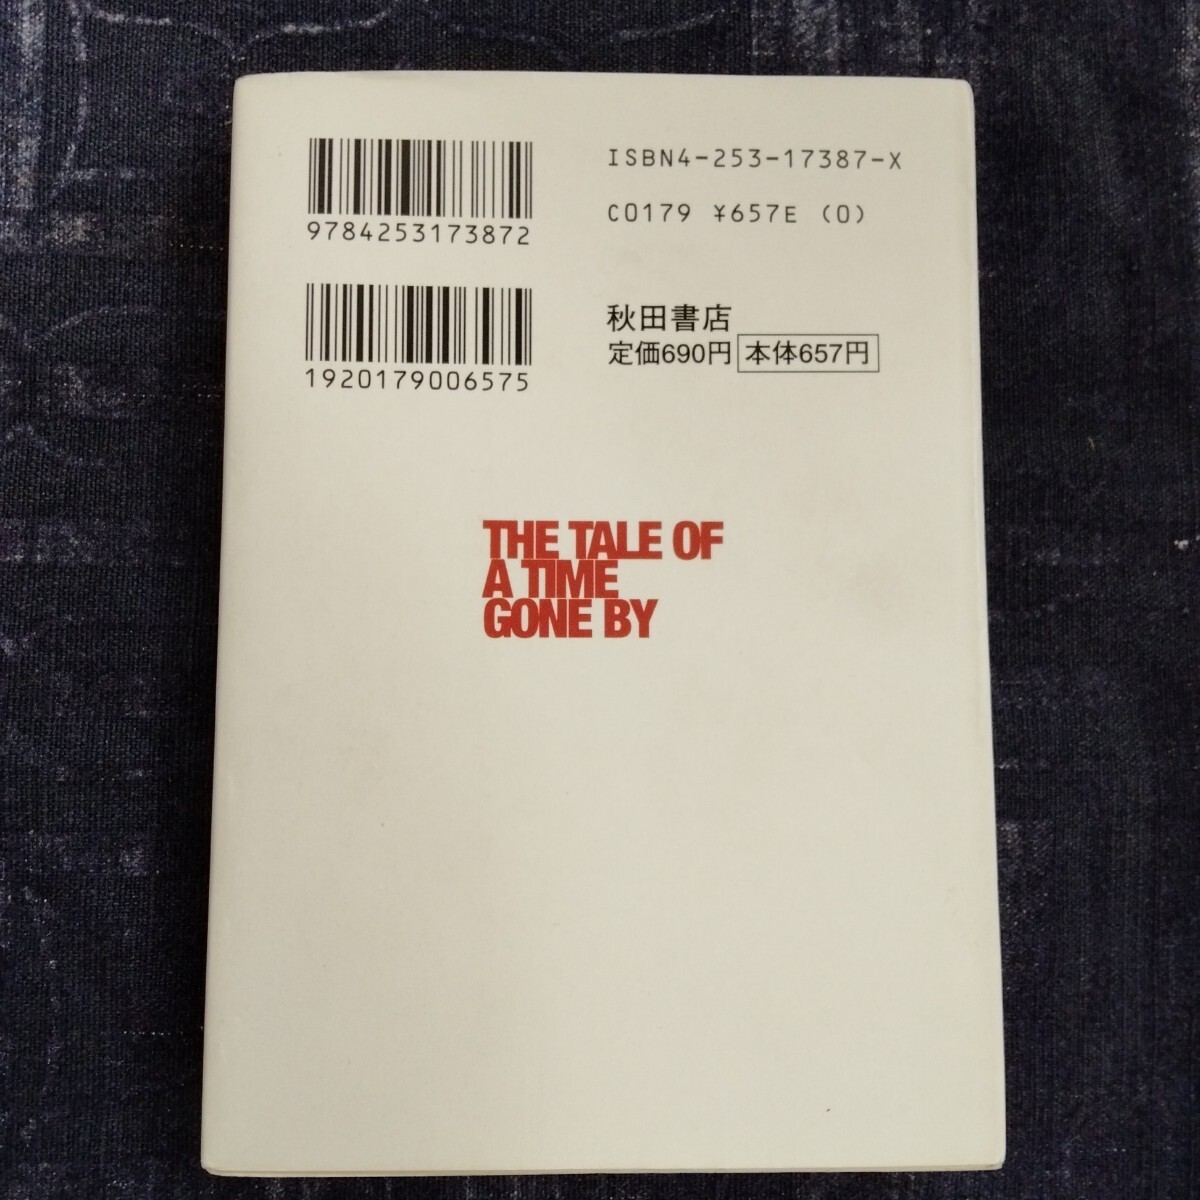 9784253173872
1920179006575
ISBN4-253-17387-X
C0179 ¥657E (0)
秋田書店
定価690円 本体657円
THE TALE OF
A TIME
GONE BY